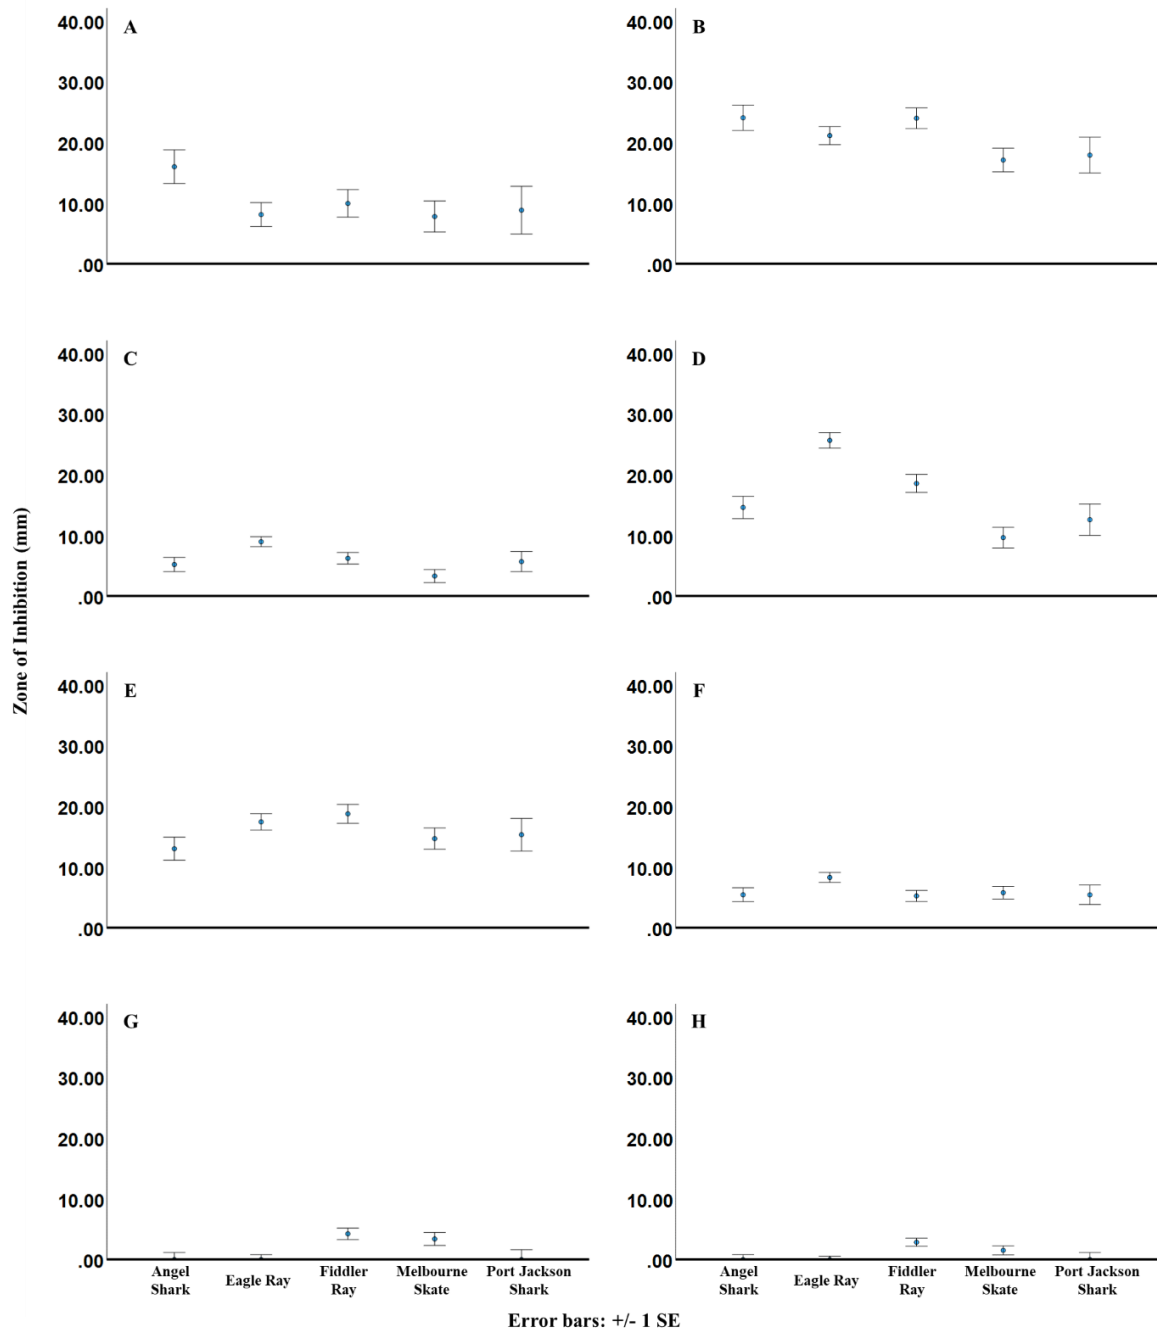 40.00
A
30.00
20.00
10.00
.00
40.00
B
30.00
20.00
10.00
.00
40.00
C
30.00
20.00
10.00
.00
40.00
D
30.00
20.00
10.00
.00
Zone of Inhibition (mm)
40.00
E
30.00
20.00
10.00
.00
40.00
F
30.00
20.00
10.00
.00
40.00
G
30.00
20.00
10.00
.00
Angel
Shark
Eagle Ray
Fiddler
Ray
Melbourne
Skate
Port Jackson
Shark
40.00
H
30.00
20.00
10.00
.00
Angel
Shark
Eagle Ray
Fiddler
Ray
Melbourne
Skate
Port Jackson
Shark
Error bars: +/- 1 SE